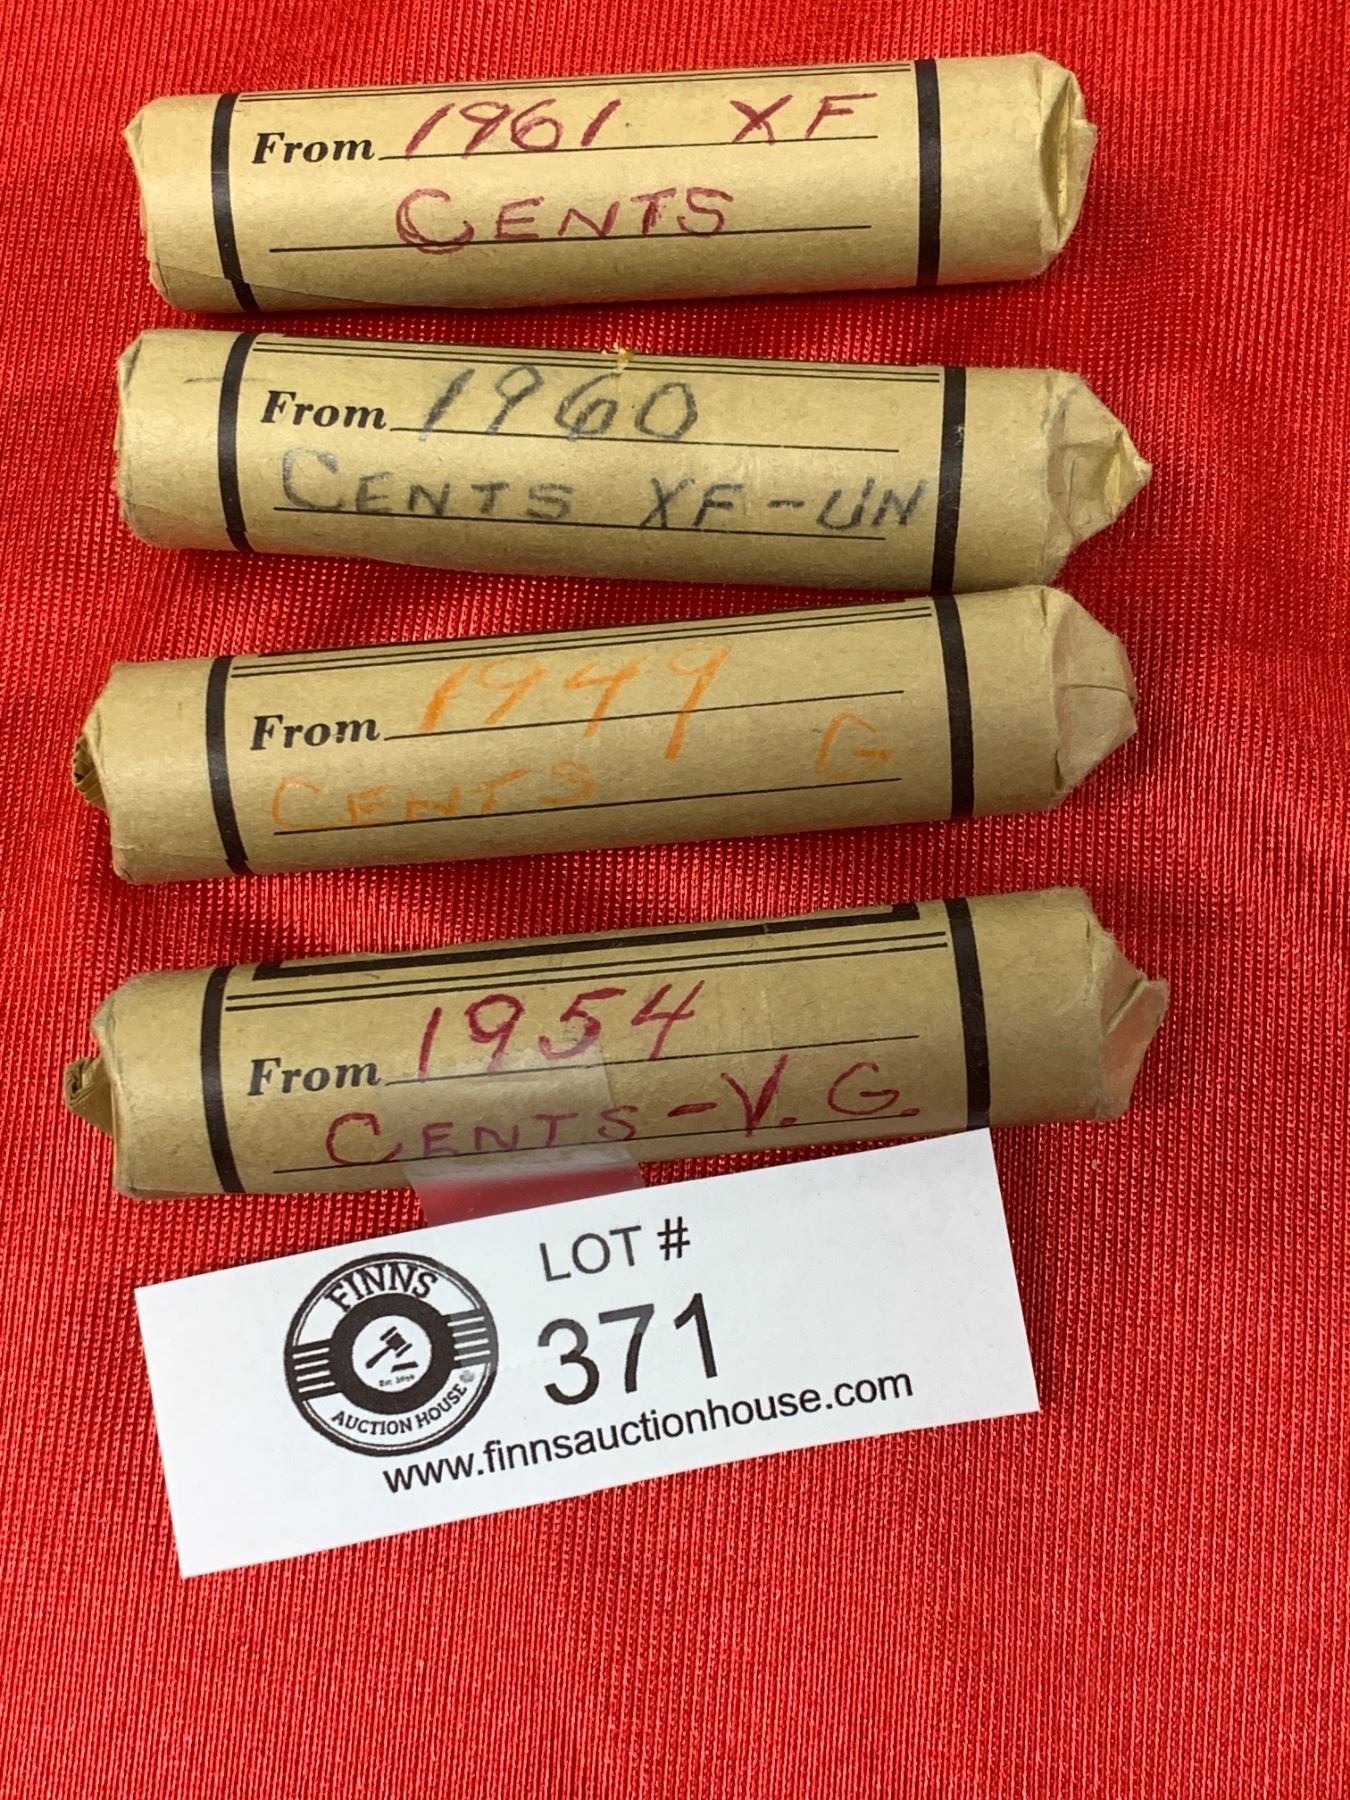 From 1961 XF
CENTS
From 1960
CENTS XF-UN
From 1949
CENTS G
From 1954
CENTS-V.G.
LOT #
371
FINNS
AUCTION HOUSE
www.finnsauctionhouse.com